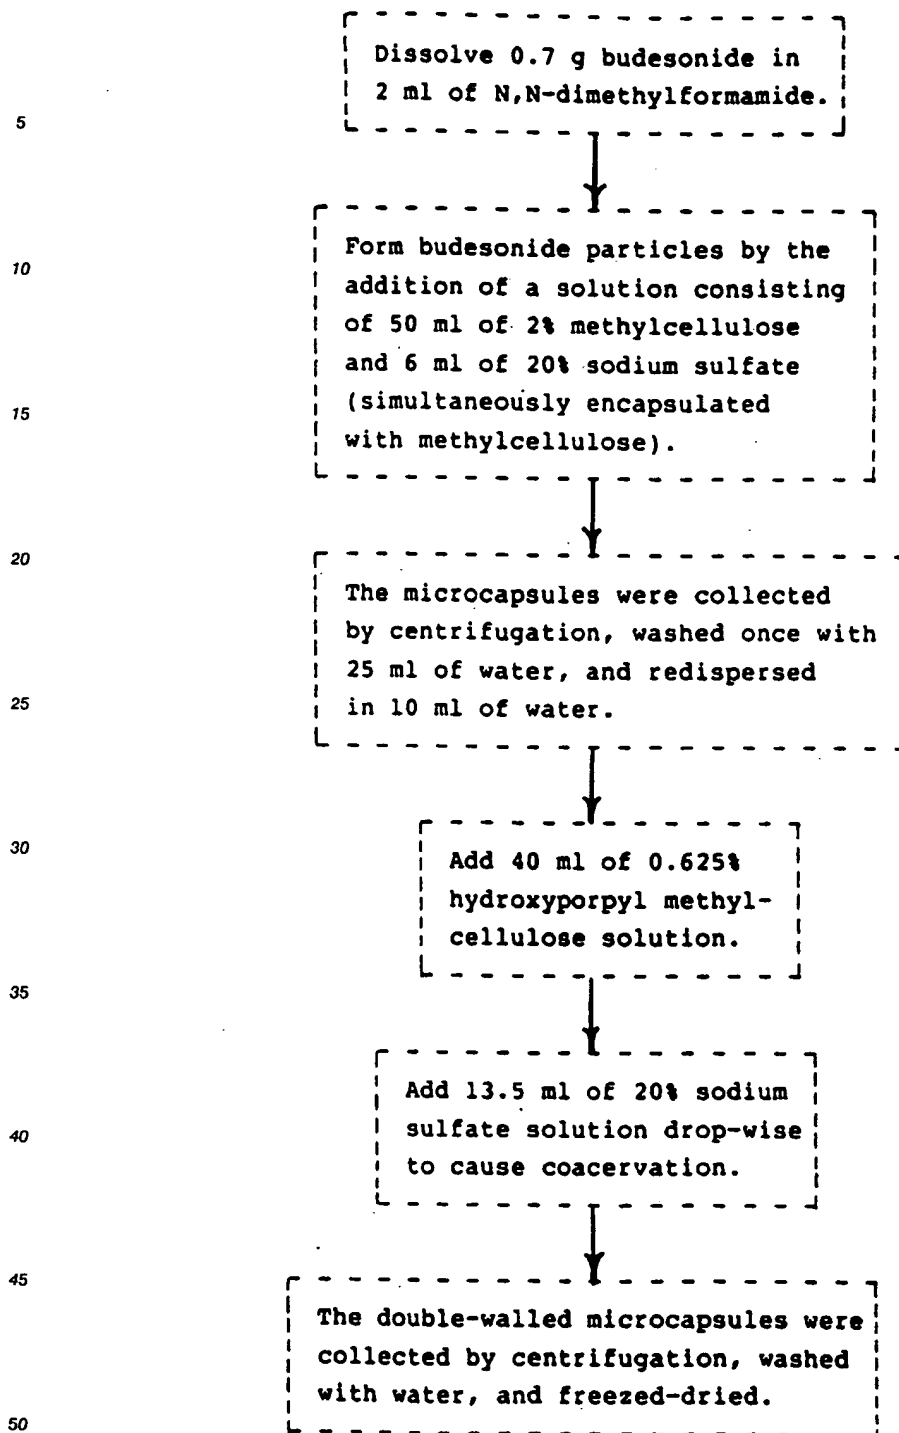 Dissolve 0.7 g budesonide in
2 ml of N,N-dimethylformamide.
5
Form budesonide particles by the
10
addition of a solution consisting
of 50 ml of 2% methylcellulose
and 6 ml of 20% sodium sulfate
15
(simultaneously encapsulated
with methylcellulose).
20
The microcapsules were collected
by centrifugation, washed once with
25 ml of water, and redispersed
25
in 10 ml of water.
30
Add 40 ml of 0.625%
hydroxyporpyl methyl-
cellulose solution.
35
Add 13.5 ml of 20% sodium
sulfate solution drop-wise
40
to cause coacervation.
45
The double-walled microcapsules were
collected by centrifugation, washed
with water, and freezed-dried.
50